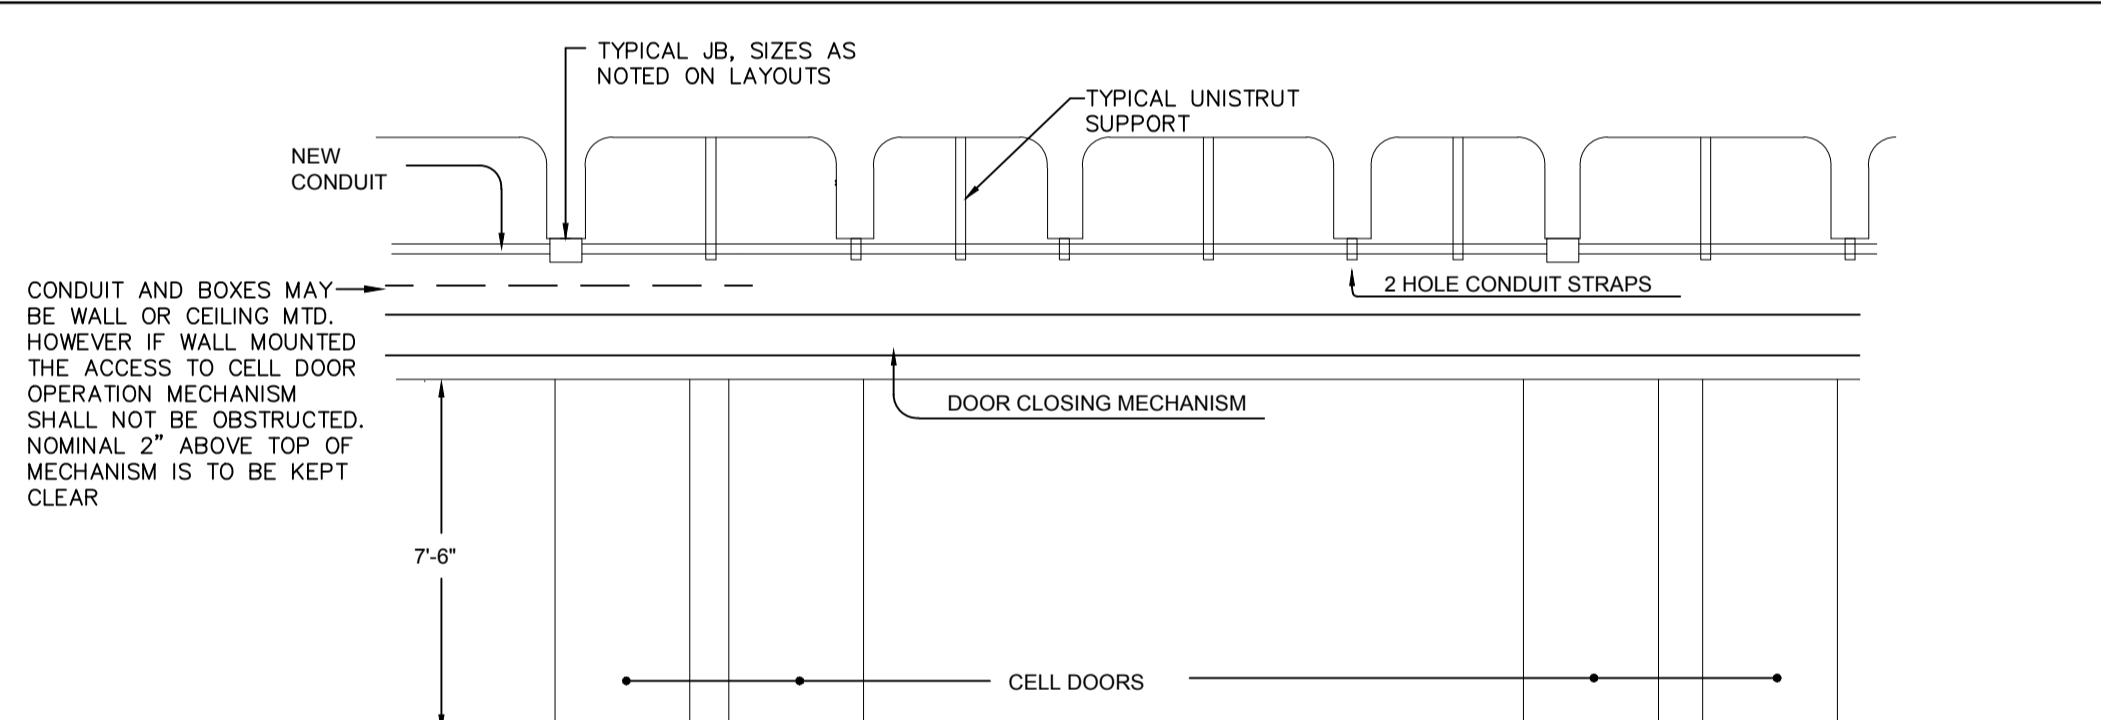 TYPICAL JB, SIZES AS
NOTED ON LAYOUTS
TYPICAL UNISTRUT
SUPPORT
NEW
CONDUIT
CONDUIT AND BOXES MAY
BE WALL OR CEILING MTD.
HOWEVER IF WALL MOUNTED
THE ACCESS TO CELL DOOR
OPERATION MECHANISM
SHALL NOT BE OBSTRUCTED.
NOMINAL 2" ABOVE TOP OF
MECHANISM IS TO BE KEPT
CLEAR
2 HOLE CONDUIT STRAPS
DOOR CLOSING MECHANISM
7'-6"
CELL DOORS